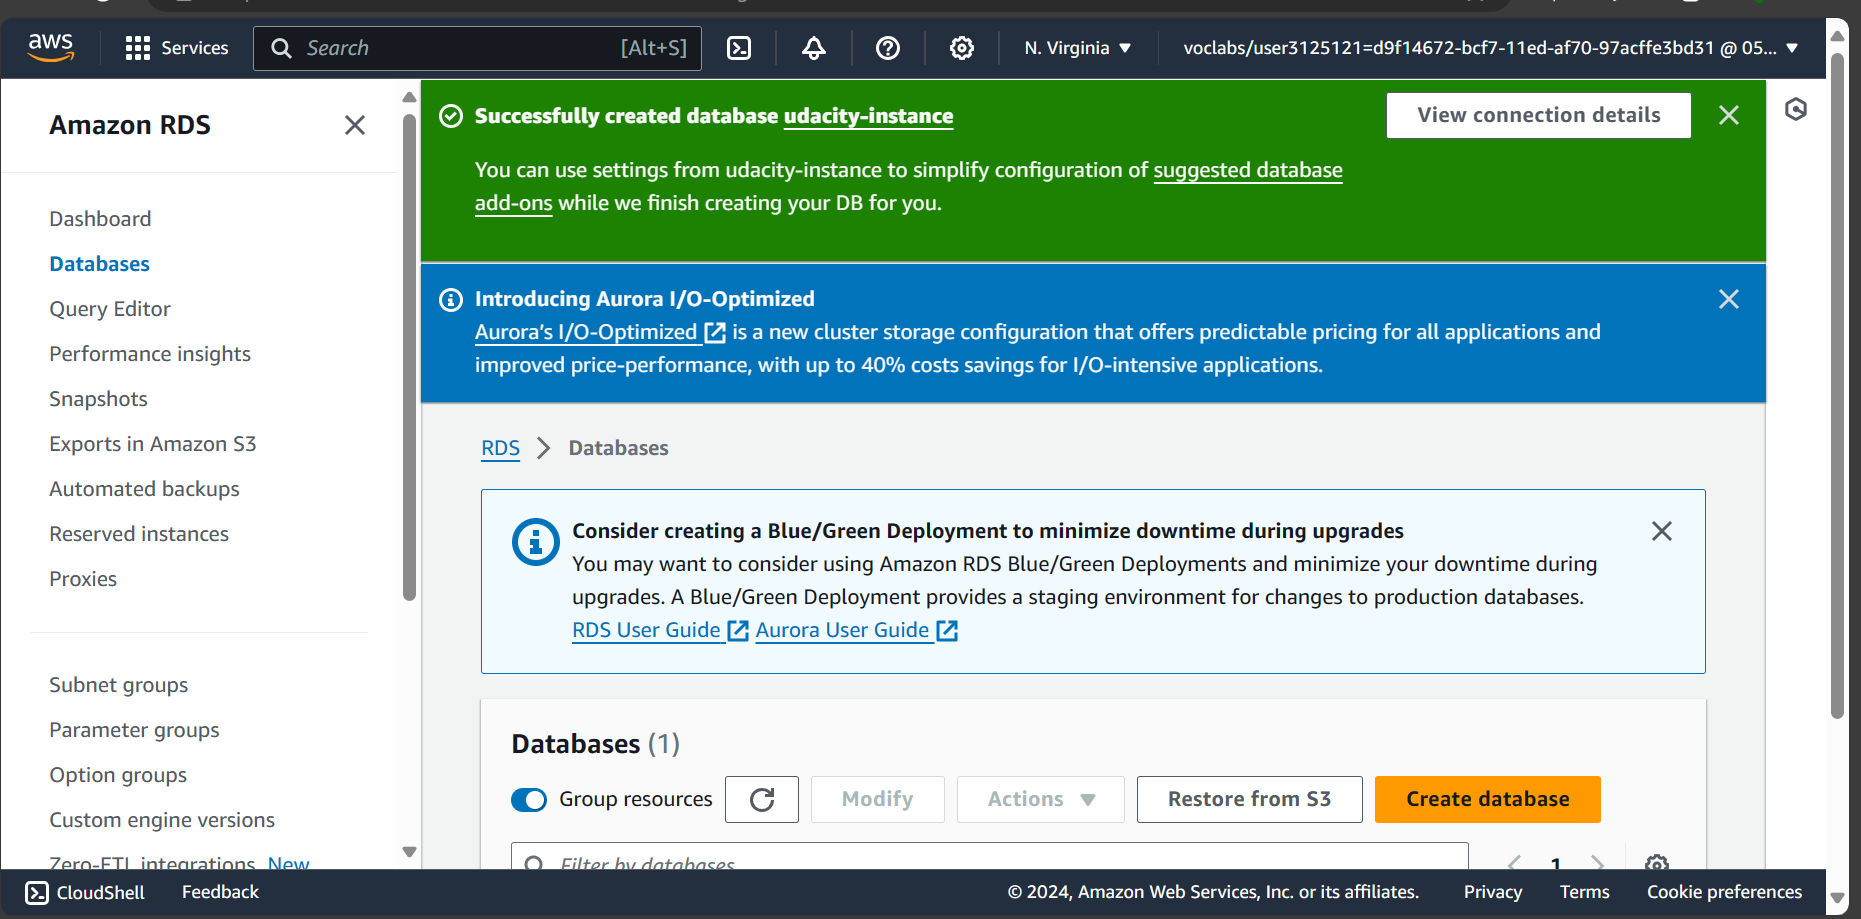 aws
Services
Search [Alt+S]
N. Virginia
voclabs/user3125121=d9f14672-bcf7-11ed-af70-97acffe3bd31 @ 05...
Amazon RDS
Dashboard
Databases
Query Editor
Performance insights
Snapshots
Exports in Amazon S3
Automated backups
Reserved instances
Proxies
Subnet groups
Parameter groups
Option groups
Custom engine versions
Zero-ETL integrations New
Successfully created database udacity-instance
View connection details
You can use settings from udacity-instance to simplify configuration of suggested database
add-ons while we finish creating your DB for you.
Introducing Aurora I/O-Optimized
Aurora's I/O-Optimized is a new cluster storage configuration that offers predictable pricing for all applications and
improved price-performance, with up to 40% costs savings for I/O-intensive applications.
RDS > Databases
Consider creating a Blue/Green Deployment to minimize downtime during upgrades
You may want to consider using Amazon RDS Blue/Green Deployments and minimize your downtime during
upgrades. A Blue/Green Deployment provides a staging environment for changes to production databases.
RDS User Guide Aurora User Guide
Databases (1)
Group resources
Modify
Actions
Restore from S3
Create database
Filter by databases
1
CloudShell
Feedback
© 2024, Amazon Web Services, Inc. or its affiliates.
Privacy
Terms
Cookie preferences